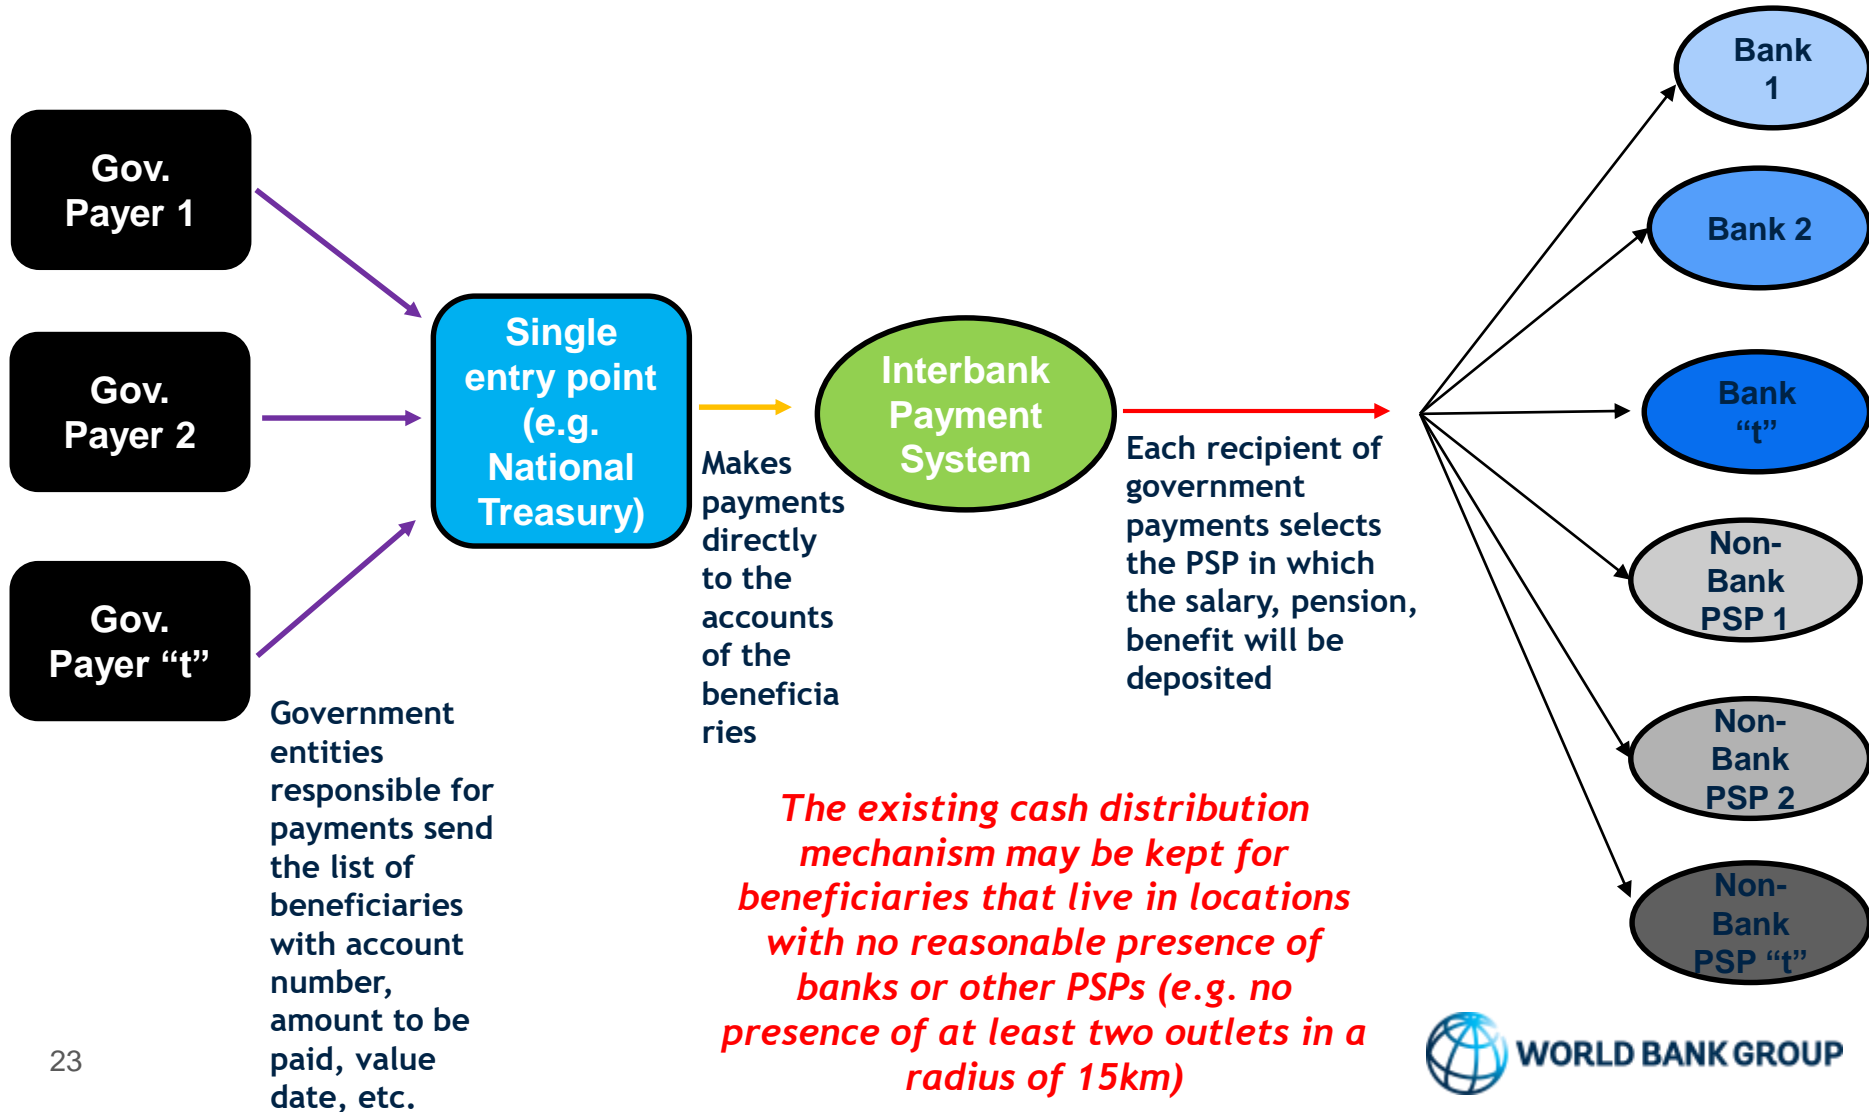 Gov.
Payer 1
Gov.
Payer 2
Gov.
Payer “t”
Government
entities
responsible for
payments send
the list of
beneficiaries
with account
number,
amount to be
paid, value
date, etc.
Single
entry point
(e.g.
National
Treasury)
Makes
payments
directly
to the
accounts
of the
beneficia
ries
Interbank
Payment
System
Each recipient of
government
payments selects
the PSP in which
the salary, pension,
benefit will be
deposited
Bank
1
Bank 2
Bank
“t”
Non-
Bank
PSP 1
Non-
Bank
PSP 2
Non-
Bank
PSP “t”
The existing cash distribution
mechanism may be kept for
beneficiaries that live in locations
with no reasonable presence of
banks or other PSPs (e.g. no
presence of at least two outlets in a
radius of 15km)
23
WORLD BANK GROUP